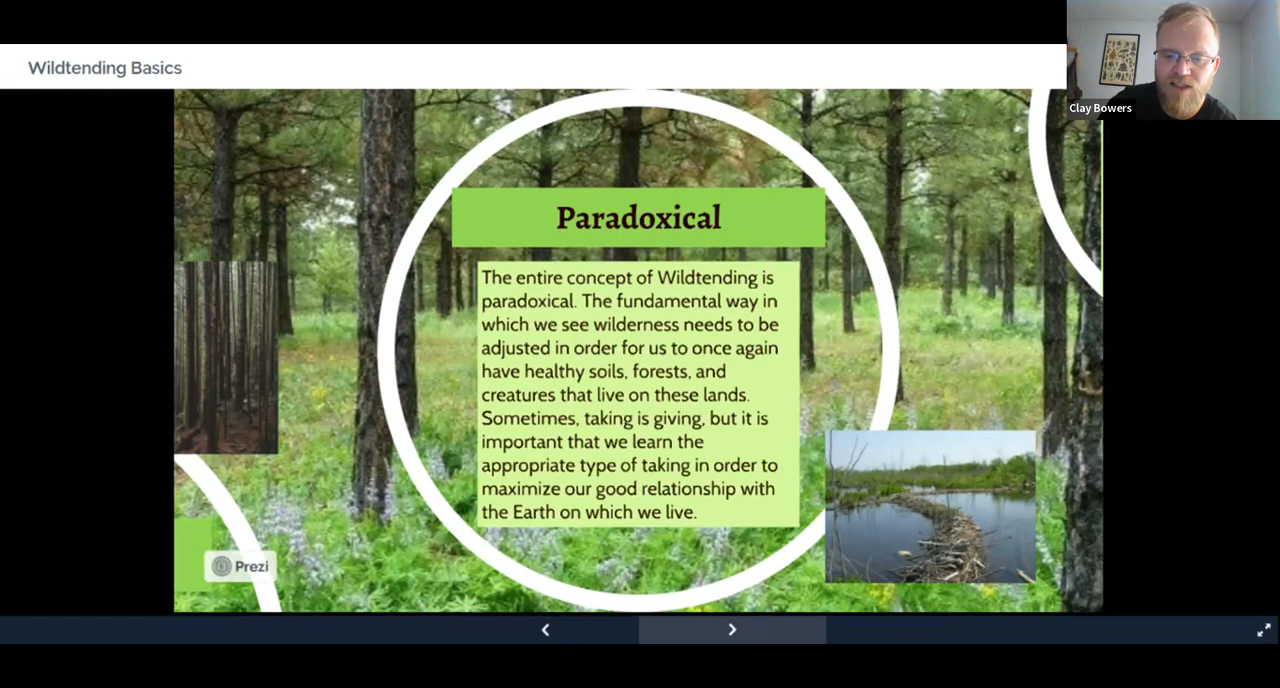 Wildtending Basics
Clay Bowers
Paradoxical
The entire concept of Wildtending is
paradoxical. The fundamental way in
which we see wilderness needs to be
adjusted in order for us to once again
have healthy soils, forests, and
creatures that live on these lands.
Sometimes, taking is giving, but it is
important that we learn the
appropriate type of taking in order to
maximize our good relationship with
the Earth on which we live.
Prezi